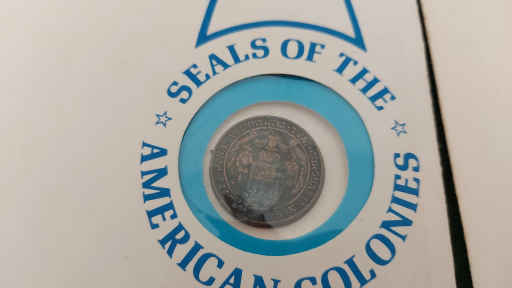 SEALS OF THE
AMERICAN COLONIES